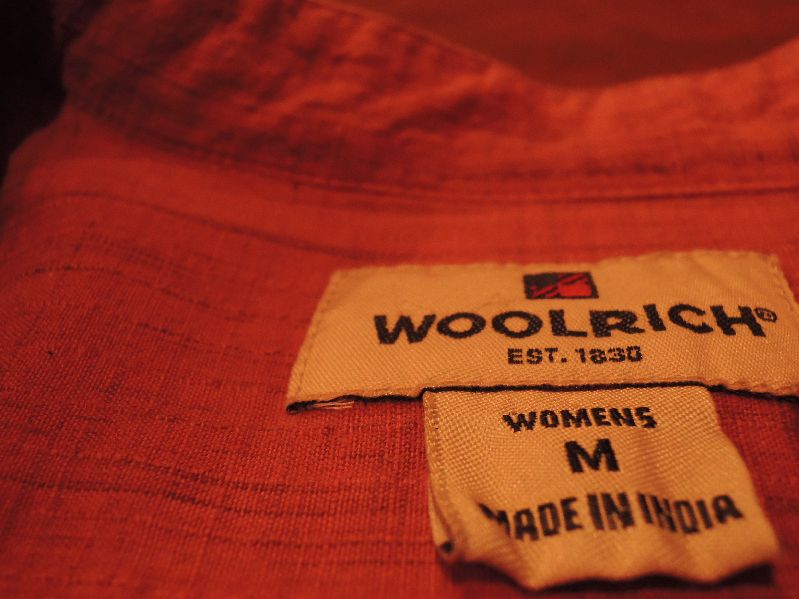 WOOLRICH®
EST. 1830
WOMENS
M
MADE IN INDIA